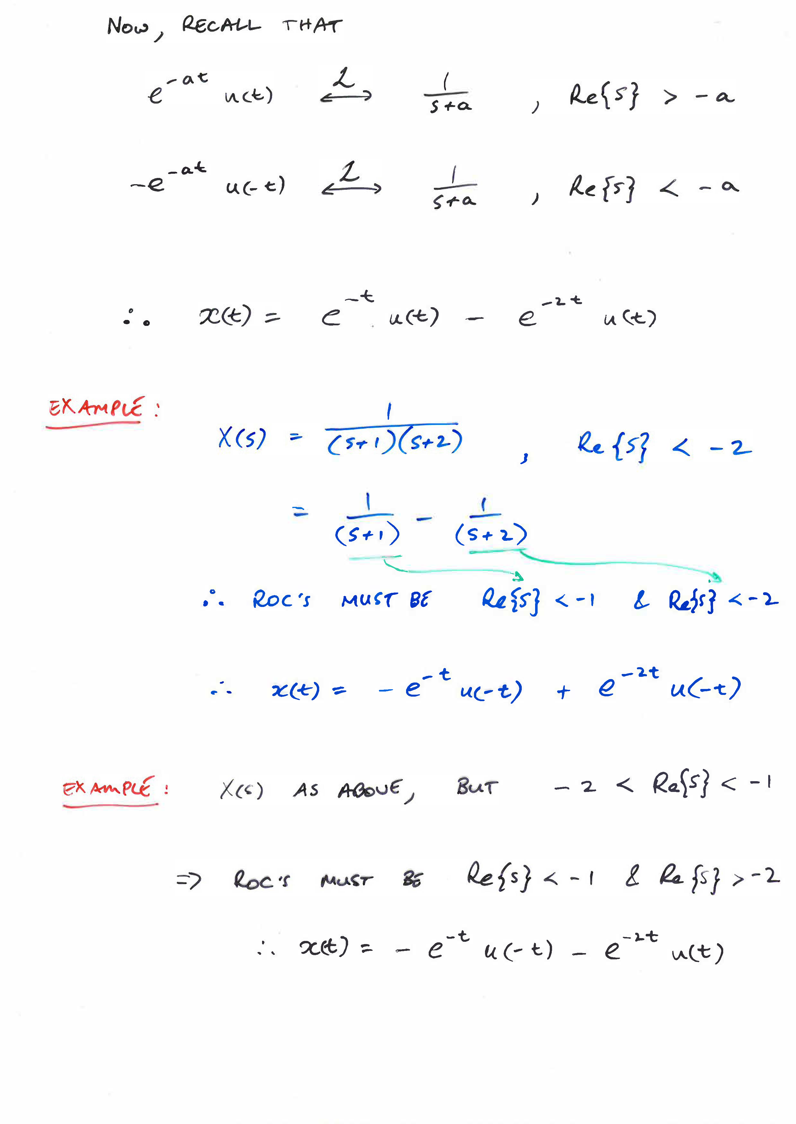 Now, RECALL THAT
e^{-at} u(t) ⟷^ℒ 1/(s+a) , Re{s} > -a
-e^{-at} u(-t) ⟷^ℒ 1/(s+a) , Re{s} < -a
∴ x(t) = e^{-t} u(t) - e^{-2t} u(t)
EXAMPLE: X(s) = 1/((s+1)(s+2)) , Re{s} < -2
= 1/(s+1) - 1/(s+2)
∴ ROC'S MUST BE Re{s} < -1 & Re{s} < -2
∴ x(t) = -e^{-t} u(-t) + e^{-2t} u(-t)
EXAMPLE: X(s) AS ABOVE, BUT -2 < Re{s} < -1
⇒ ROC'S MUST BE Re{s} < -1 & Re{s} > -2
∴ x(t) = -e^{-t} u(-t) - e^{-2t} u(t)